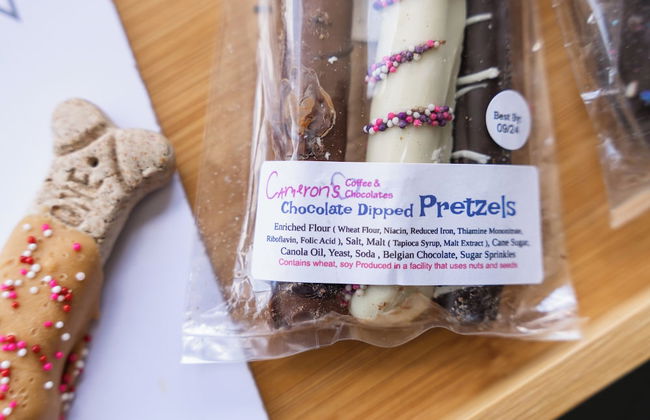 Best By:
09/24
Cameron's Coffee &
Chocolates
Chocolate Dipped Pretzels
Enriched Flour ( Wheat Flour, Niacin, Reduced Iron, Thiamine Mononitrate,
Riboflavin, Folic Acid ), Salt, Malt ( Tapioca Syrup, Malt Extract ), Cane Sugar,
Canola Oil, Yeast, Soda , Belgian Chocolate, Sugar Sprinkles
Contains wheat, soy Produced in a facility that uses nuts and seeds